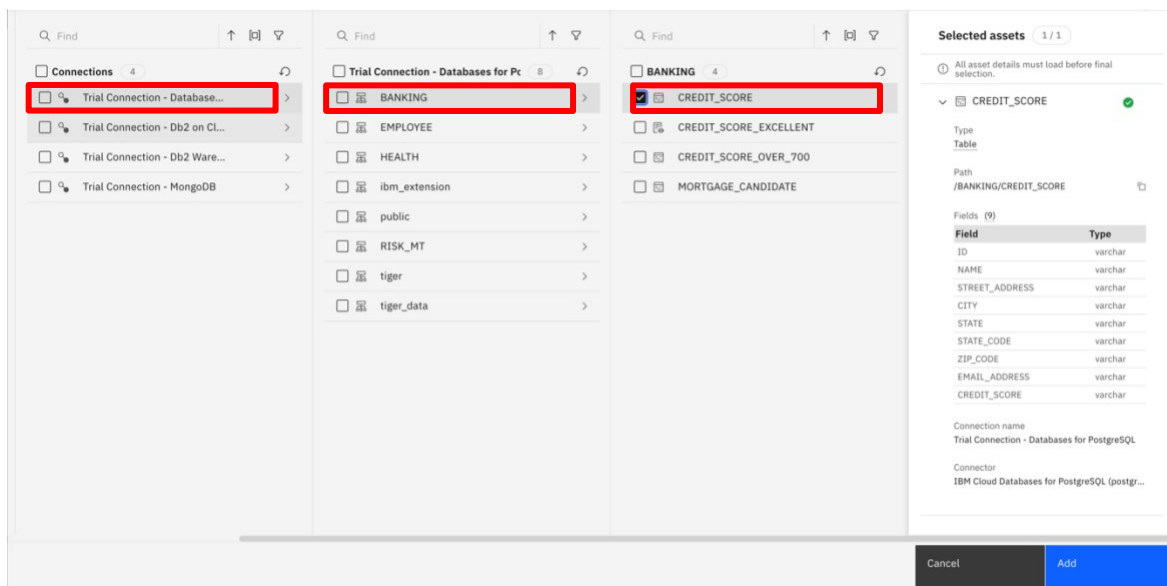 Find
Connections 4
Trial Connection - Database...
Trial Connection - Db2 on Cl...
Trial Connection - Db2 Ware...
Trial Connection - MongoDB
Find
Trial Connection - Databases for Pc 8
BANKING
EMPLOYEE
HEALTH
ibm_extension
public
RISK_MT
tiger
tiger_data
Find
BANKING 4
CREDIT_SCORE
CREDIT_SCORE_EXCELLENT
CREDIT_SCORE_OVER_700
MORTGAGE_CANDIDATE
Selected assets 1/1
All asset details must load before final
selection.
CREDIT_SCORE
Type
Table
Path
/BANKING/CREDIT_SCORE
Fields (9)
Field Type
ID varchar
NAME varchar
STREET_ADDRESS varchar
CITY varchar
STATE varchar
STATE_CODE varchar
ZIP_CODE varchar
EMAIL_ADDRESS varchar
CREDIT_SCORE varchar
Connection name
Trial Connection - Databases for PostgreSQL
Connector
IBM Cloud Databases for PostgreSQL (postgr...
Cancel
Add